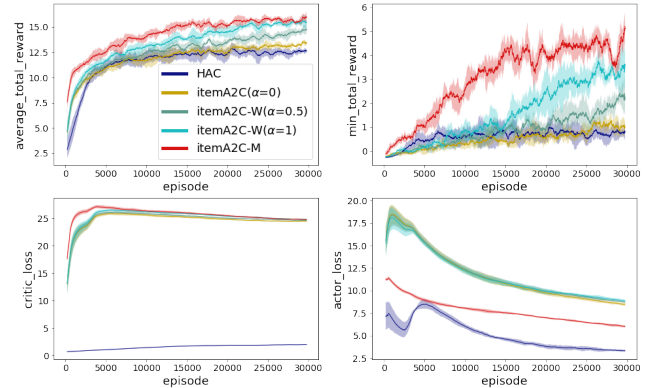 15.0
12.5
10.0
7.5
5.0
2.5
0 5000 10000 15000 20000 25000 30000
episode
average_total_reward
HAC
itemA2C(α=0)
itemA2C-W(α=0.5)
itemA2C-W(α=1)
itemA2C-M
6
5
4
3
2
1
0
0 5000 10000 15000 20000 25000 30000
episode
min_total_reward
25
20
15
10
5
0
0 5000 10000 15000 20000 25000 30000
episode
critic_loss
20.0
17.5
15.0
12.5
10.0
7.5
5.0
2.5
0 5000 10000 15000 20000 25000 30000
episode
actor_loss